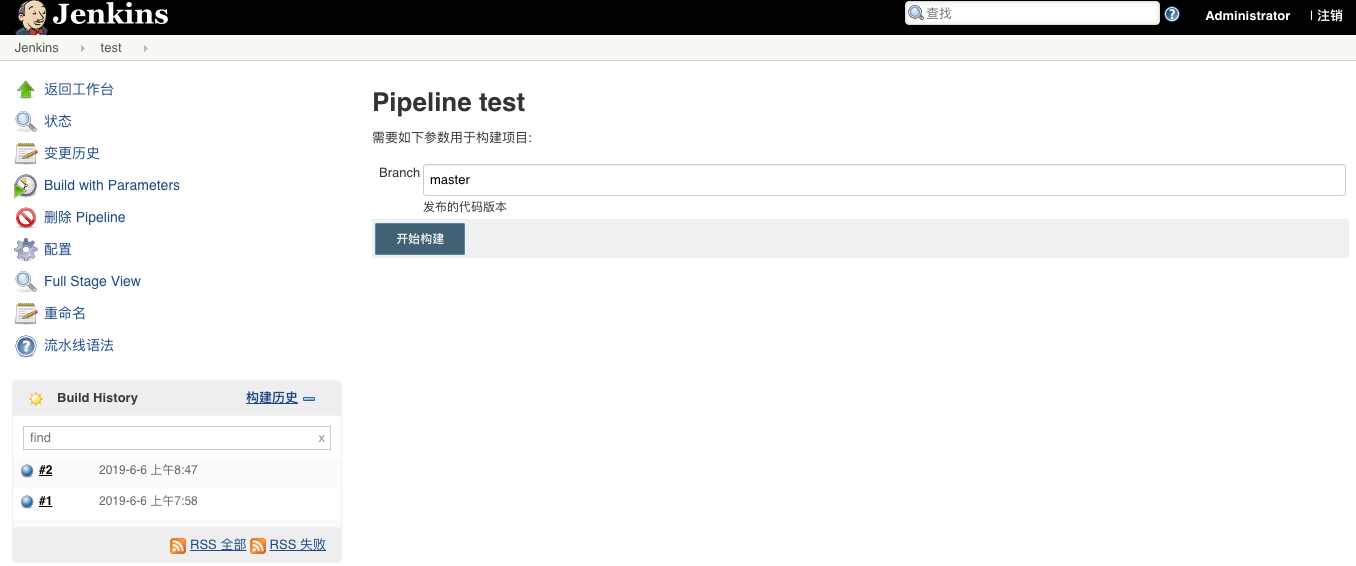 Jenkins
查找
Administrator
注销
Jenkins
test
返回工作台
状态
变更历史
Build with Parameters
删除 Pipeline
配置
Full Stage View
重命名
流水线语法
Pipeline test
需要如下参数用于构建项目:
Branch
master
发布的代码版本
开始构建
Build History
构建历史
find
x
#2 2019-6-6 上午8:47
#1 2019-6-6 上午7:58
RSS 全部 RSS 失败